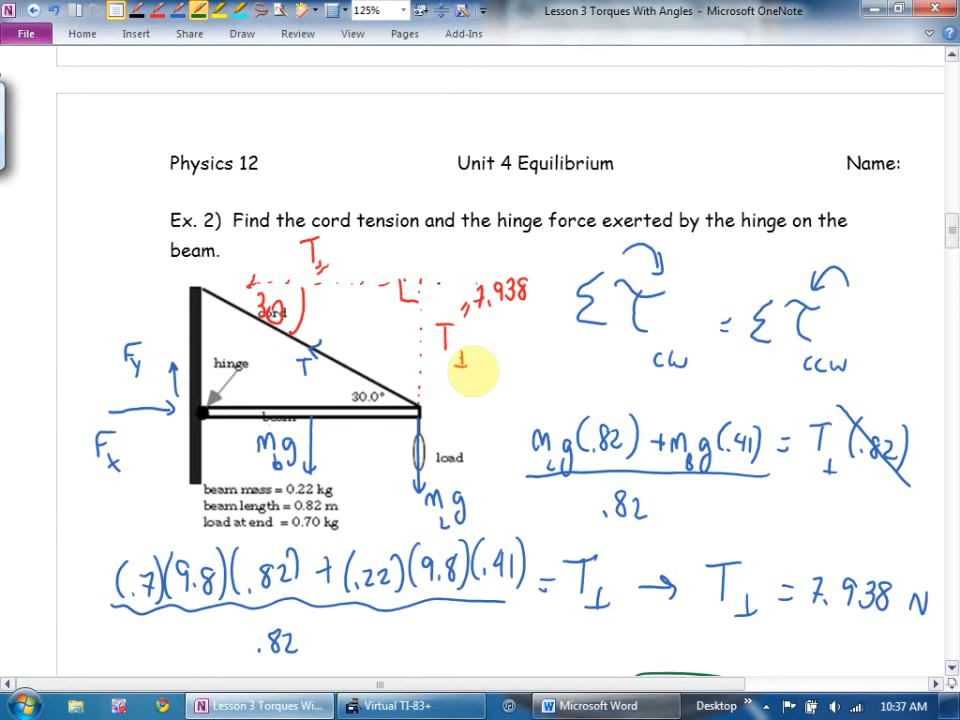 125%
Lesson 3 Torques With Angles - Microsoft OneNote
File Home Insert Share Draw Review View Pages Add-Ins
Physics 12 Unit 4 Equilibrium Name:
Ex. 2) Find the cord tension and the hinge force exerted by the hinge on the
beam.
T
30
cord
7.938
T⊥
Στ cw = Στ ccw
Fy
hinge
T
30.0°
Fx
beam
m_b g
load
m_L g
beam mass = 0.22 kg
beam length = 0.82 m
load at end = 0.70 kg
m_L g(.82) + m_B g(.41) = T⊥(.82)
.82
(.7)(9.8)(.82) + (.22)(9.8)(.41) = T⊥ → T⊥ = 7.938 N
.82
Lesson 3 Torques Wi... Virtual TI-83+ Microsoft Word Desktop 10:37 AM